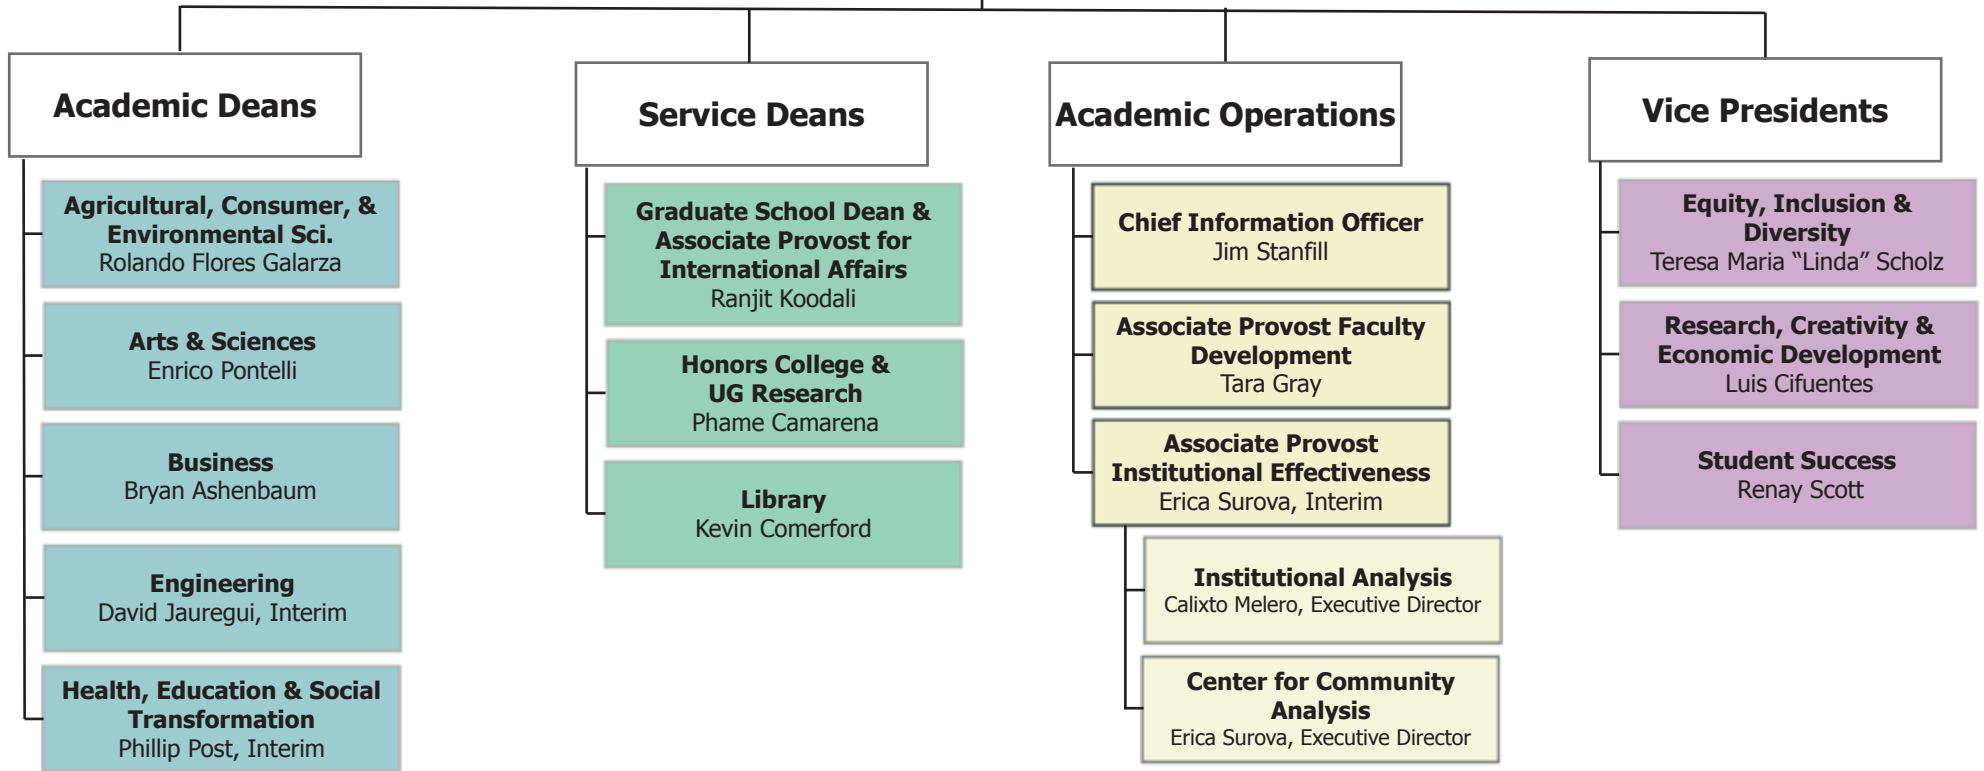 Academic Deans
Agricultural, Consumer, &
Environmental Sci.
Rolando Flores Galarza
Arts & Sciences
Enrico Pontelli
Business
Bryan Ashenbaum
Engineering
David Jauregui, Interim
Health, Education & Social
Transformation
Phillip Post, Interim
Service Deans
Graduate School Dean &
Associate Provost for
International Affairs
Ranjit Koodali
Honors College &
UG Research
Phame Camarena
Library
Kevin Comerford
Academic Operations
Chief Information Officer
Jim Stanfill
Associate Provost Faculty
Development
Tara Gray
Associate Provost
Institutional Effectiveness
Erica Surova, Interim
Institutional Analysis
Calixto Melero, Executive Director
Center for Community
Analysis
Erica Surova, Executive Director
Vice Presidents
Equity, Inclusion &
Diversity
Teresa Maria “Linda” Scholz
Research, Creativity &
Economic Development
Luis Cifuentes
Student Success
Renay Scott